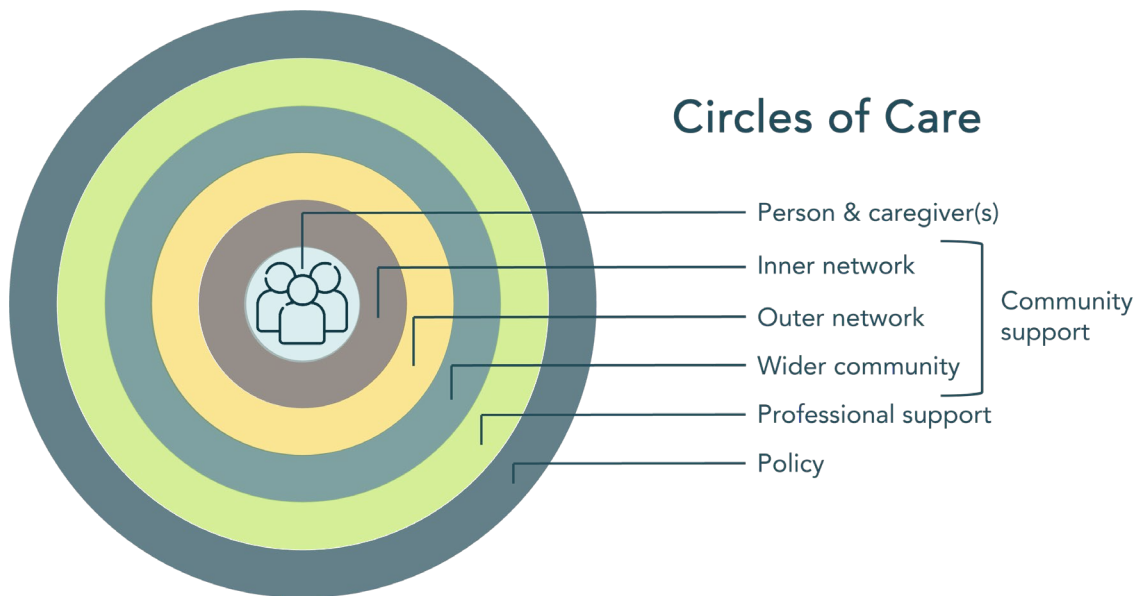 Circles of Care
Person & caregiver(s)
Inner network
Outer network
Wider community
Community
support
Professional support
Policy